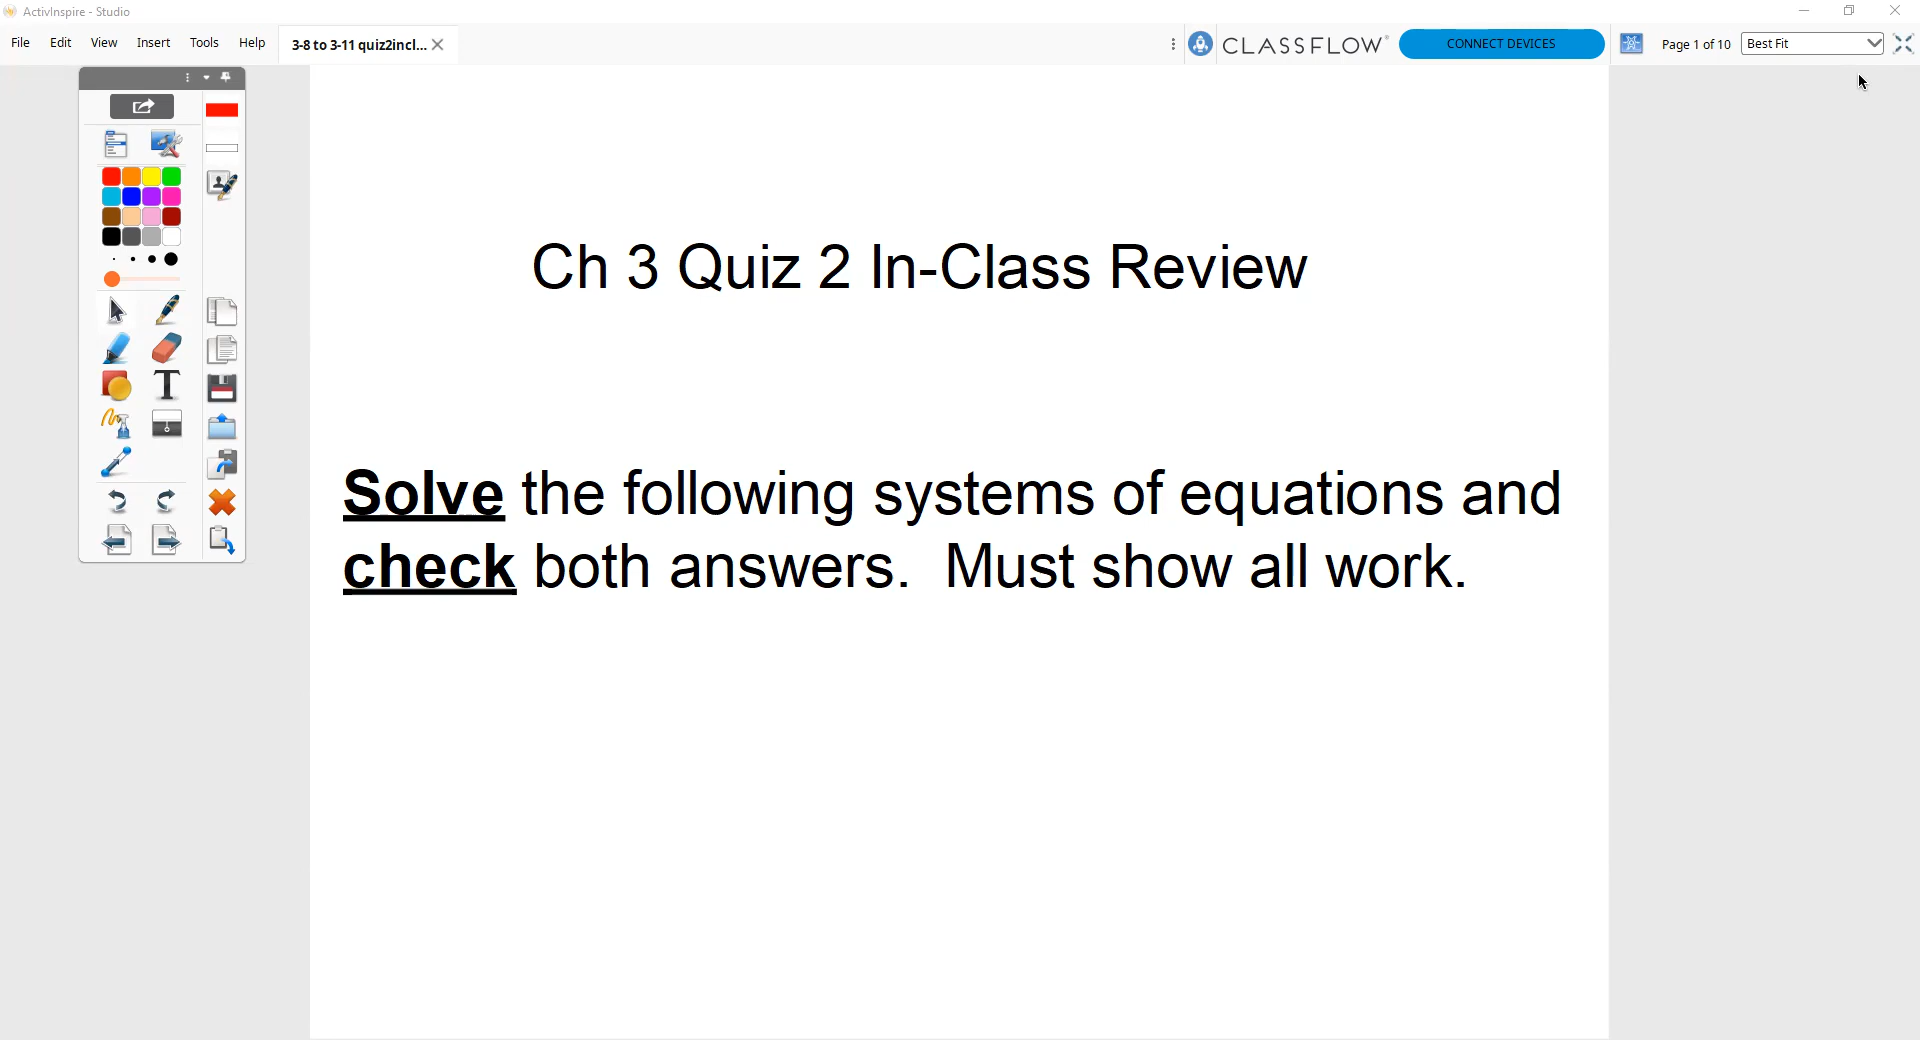 ActivInspire - Studio
File Edit View Insert Tools Help
3-8 to 3-11 quiz2incl...
CLASSFLOW
CONNECT DEVICES
Page 1 of 10
Best Fit
Ch 3 Quiz 2 In-Class Review
Solve the following systems of equations and
check both answers.  Must show all work.